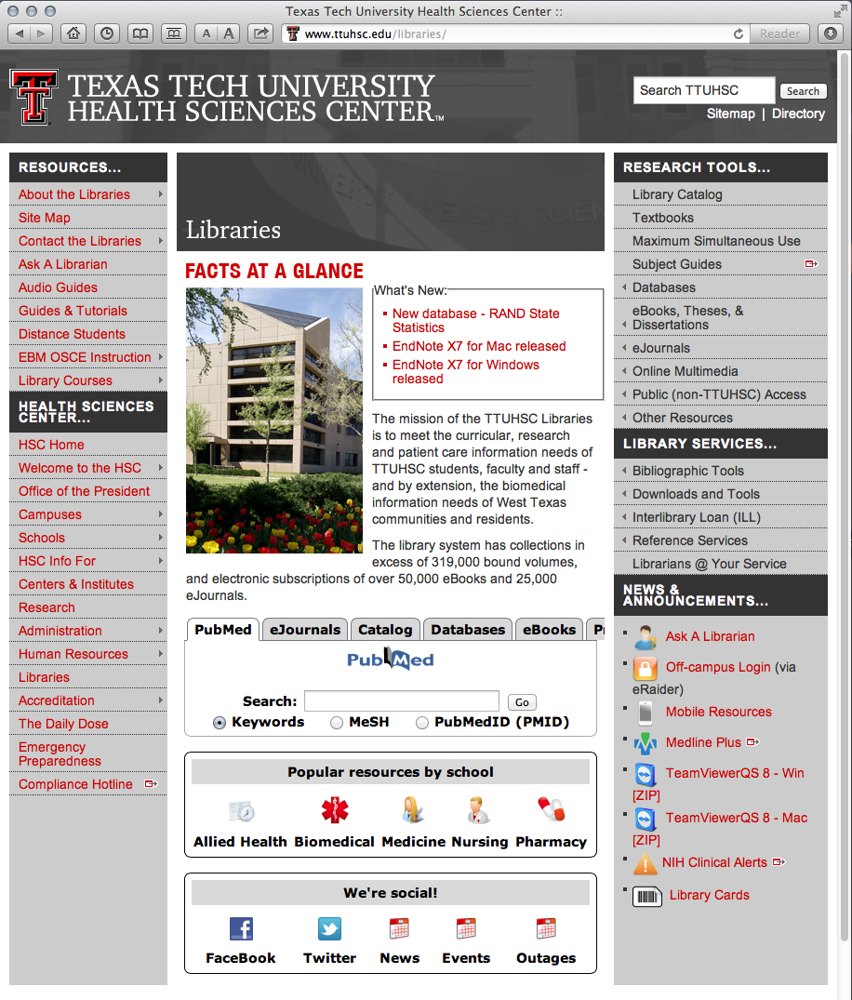 Texas Tech University Health Sciences Center ::
A A
www.ttuhsc.edu/libraries/
Reader
TEXAS TECH UNIVERSITY
HEALTH SCIENCES CENTER™
Search TTUHSC
Search
Sitemap | Directory
RESOURCES...
About the Libraries
Site Map
Contact the Libraries
Ask A Librarian
Audio Guides
Guides & Tutorials
Distance Students
EBM OSCE Instruction
Library Courses
HEALTH SCIENCES
CENTER...
HSC Home
Welcome to the HSC
Office of the President
Campuses
Schools
HSC Info For
Centers & Institutes
Research
Administration
Human Resources
Libraries
Accreditation
The Daily Dose
Emergency
Preparedness
Compliance Hotline
Libraries
FACTS AT A GLANCE
What's New:
New database - RAND State
Statistics
EndNote X7 for Mac released
EndNote X7 for Windows
released
The mission of the TTUHSC Libraries
is to meet the curricular, research
and patient care information needs of
TTUHSC students, faculty and staff -
and by extension, the biomedical
information needs of West Texas
communities and residents.
The library system has collections in
excess of 319,000 bound volumes,
and electronic subscriptions of over 50,000 eBooks and 25,000
eJournals.
PubMed eJournals Catalog Databases eBooks
PubMed
Search:
Go
Keywords MeSH PubMedID (PMID)
Popular resources by school
Allied Health Biomedical Medicine Nursing Pharmacy
We're social!
FaceBook Twitter News Events Outages
RESEARCH TOOLS...
Library Catalog
Textbooks
Maximum Simultaneous Use
Subject Guides
Databases
eBooks, Theses, &
Dissertations
eJournals
Online Multimedia
Public (non-TTUHSC) Access
Other Resources
LIBRARY SERVICES...
Bibliographic Tools
Downloads and Tools
Interlibrary Loan (ILL)
Reference Services
Librarians @ Your Service
NEWS &
ANNOUNCEMENTS...
Ask A Librarian
Off-campus Login (via
eRaider)
Mobile Resources
Medline Plus
TeamViewerQS 8 - Win
[ZIP]
TeamViewerQS 8 - Mac
[ZIP]
NIH Clinical Alerts
Library Cards